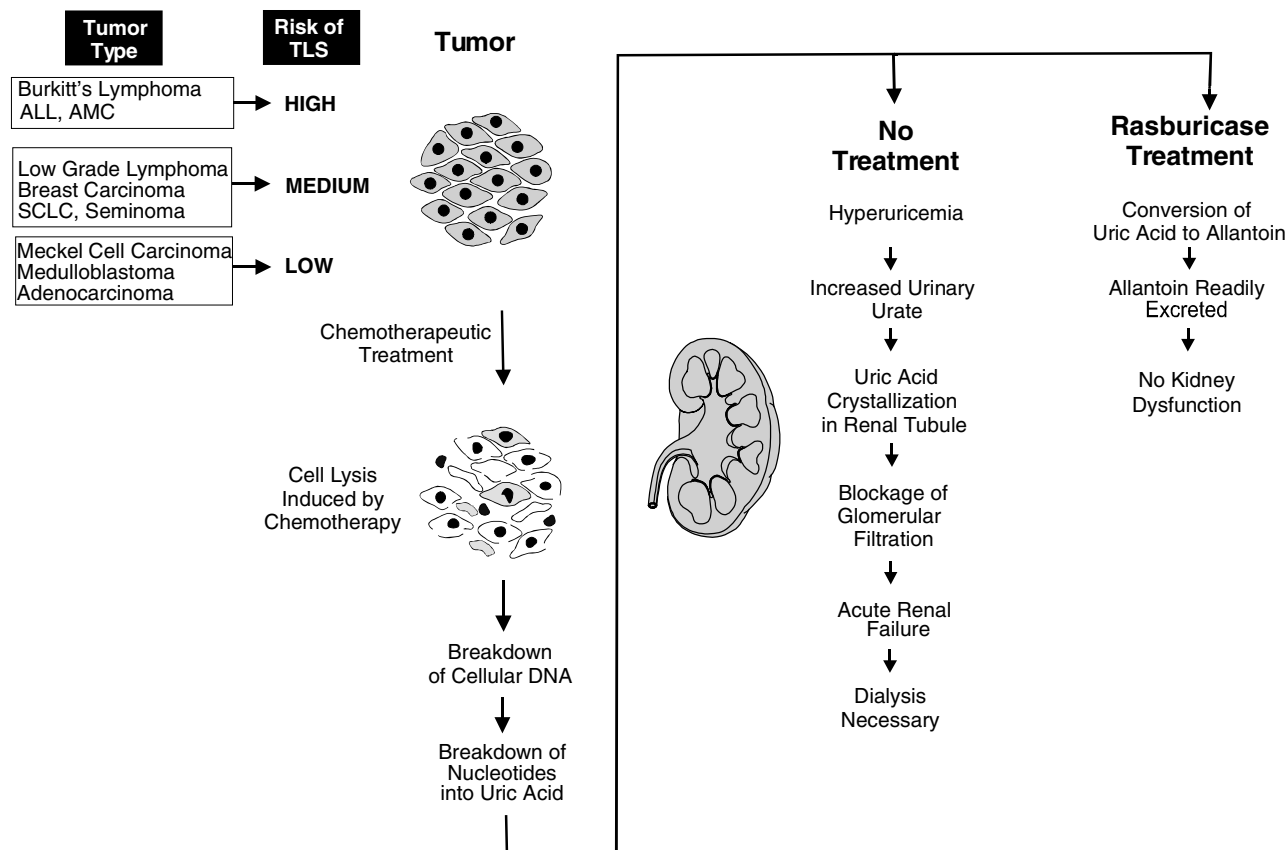 Tumor
Type
Risk of
TLS
Burkitt's Lymphoma
ALL, AMC
HIGH
Low Grade Lymphoma
Breast Carcinoma
SCLC, Seminoma
MEDIUM
Meckel Cell Carcinoma
Medulloblastoma
Adenocarcinoma
LOW
Tumor
Chemotherapeutic
Treatment
Cell Lysis
Induced by
Chemotherapy
Breakdown
of Cellular DNA
Breakdown of
Nucleotides
into Uric Acid
No
Treatment
Hyperuricemia
Increased Urinary
Urate
Uric Acid
Crystallization
in Renal Tubule
Blockage of
Glomerular
Filtration
Acute Renal
Failure
Dialysis
Necessary
Rasburicase
Treatment
Conversion of
Uric Acid to Allantoin
Allantoin Readily
Excreted
No Kidney
Dysfunction